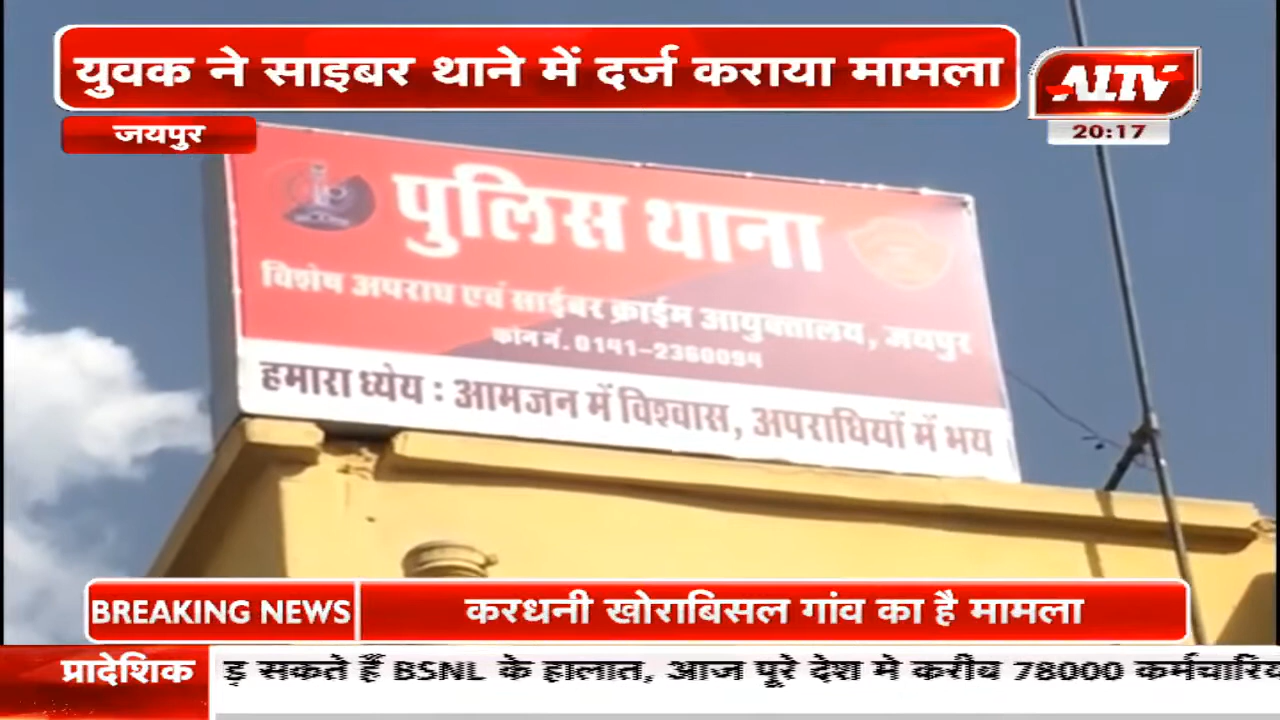 युवक ने साइबर थाने में दर्ज कराया मामला
ALTV
20:17
जयपुर
पुलिस थाना
विशेष अपराध एवं साईबर क्राईम आयुक्तालय, जयपुर
फोन नं. 0141-2360094
हमारा ध्येय : आमजन में विश्वास, अपराधियों में भय
BREAKING NEWS
करधनी खोराबिसल गांव का है मामला
प्रादेशिक
ड़ सकते हैं BSNL के हालात, आज पूरे देश मे करीब 78000 कर्मचारिय